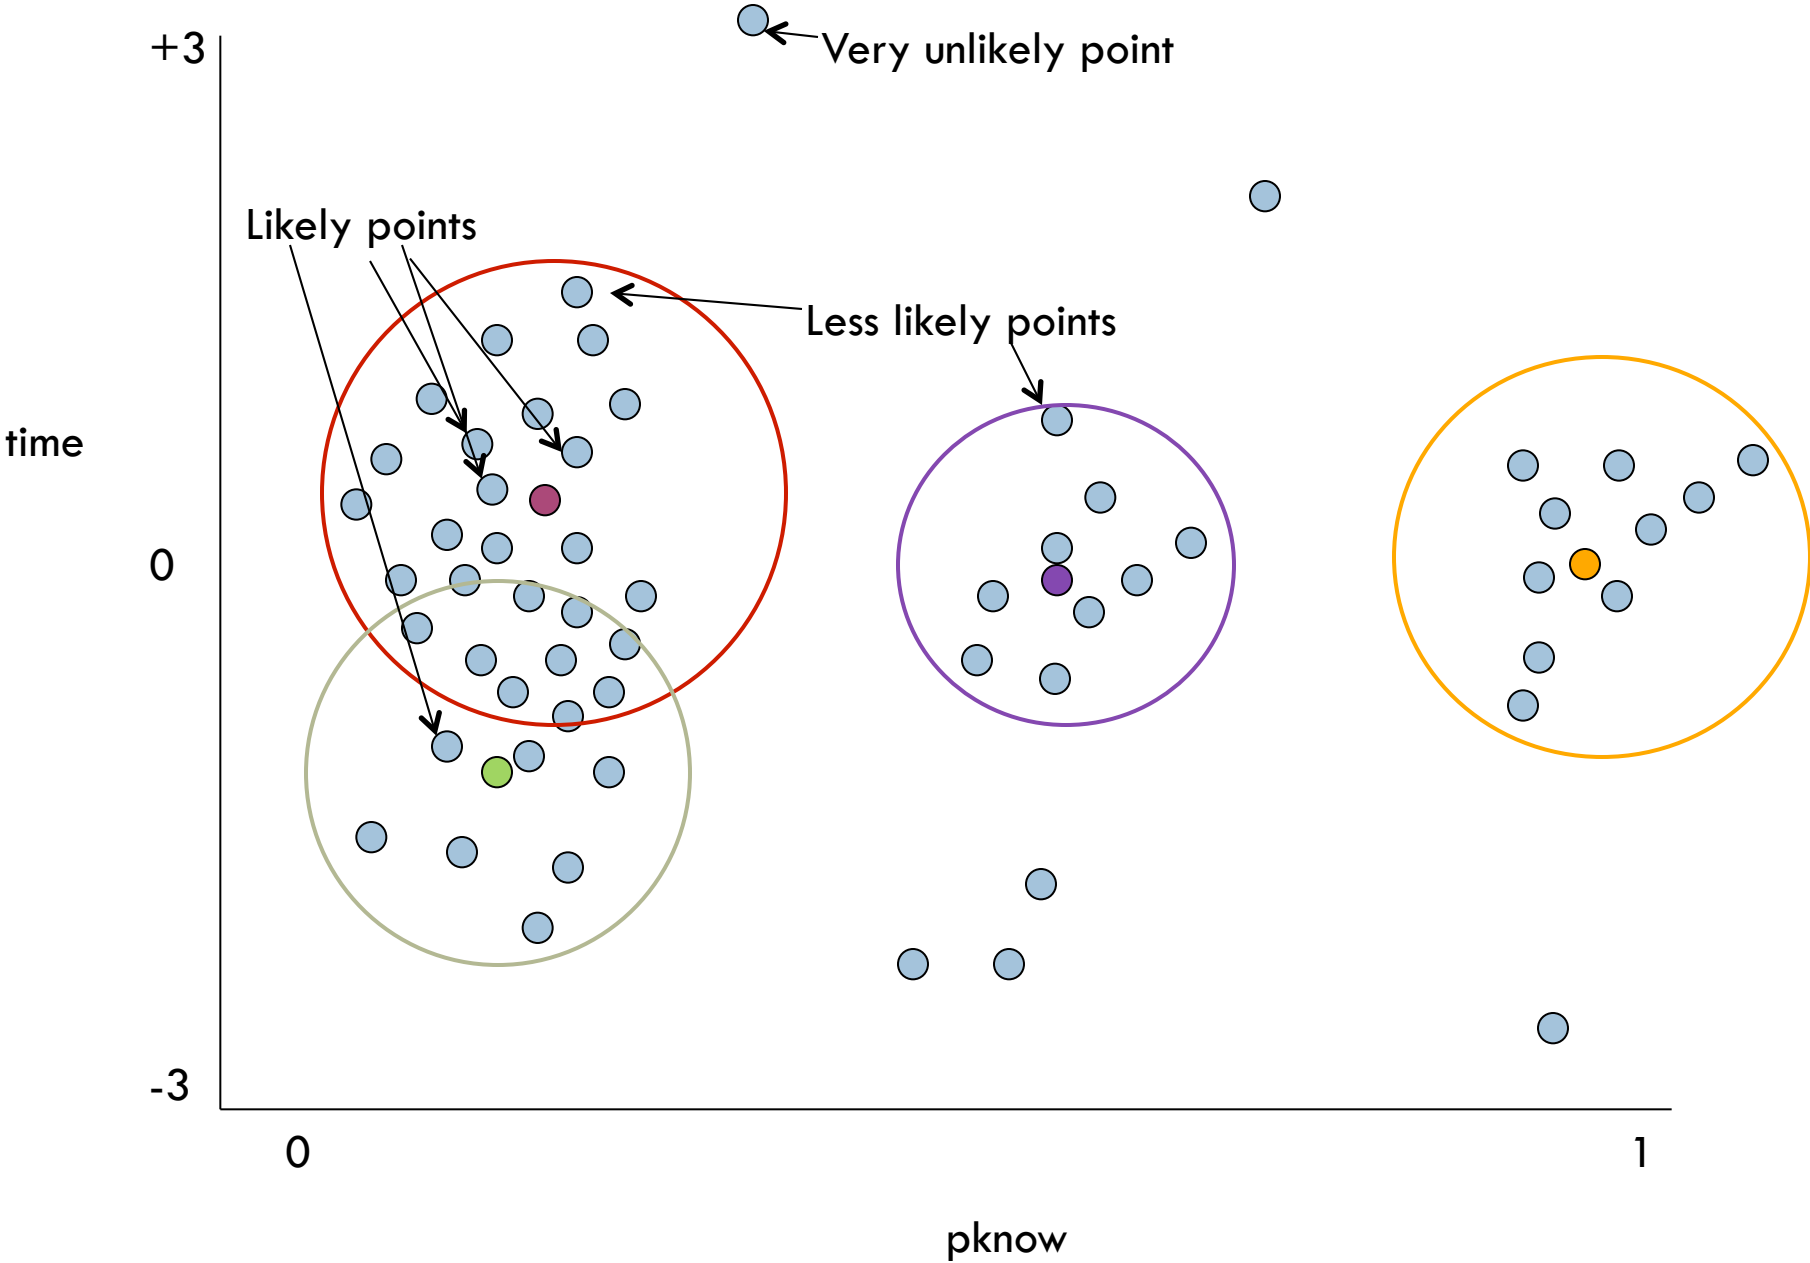 +3
Very unlikely point
Likely points
Less likely points
time
0
-3
0
1
pknow